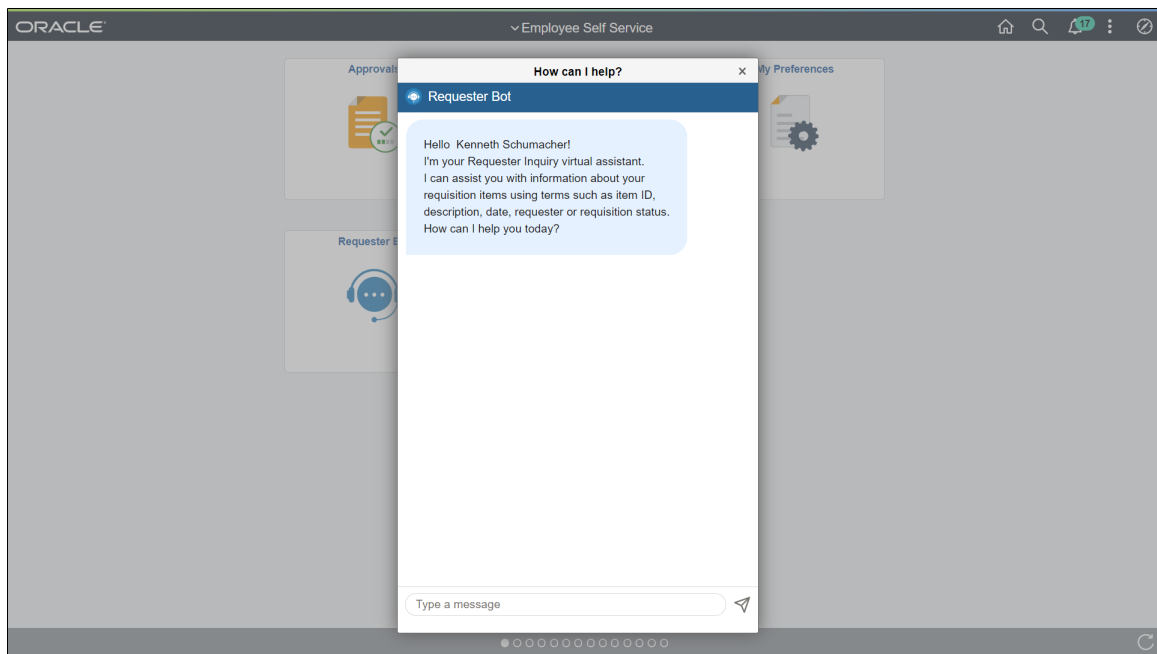 ORACLE
Employee Self Service
17
Approvals
How can I help?
My Preferences
Requester Bot
Hello  Kenneth Schumacher!
I'm your Requester Inquiry virtual assistant.
I can assist you with information about your
requisition items using terms such as item ID,
description, date, requester or requisition status.
How can I help you today?
Requester
Type a message